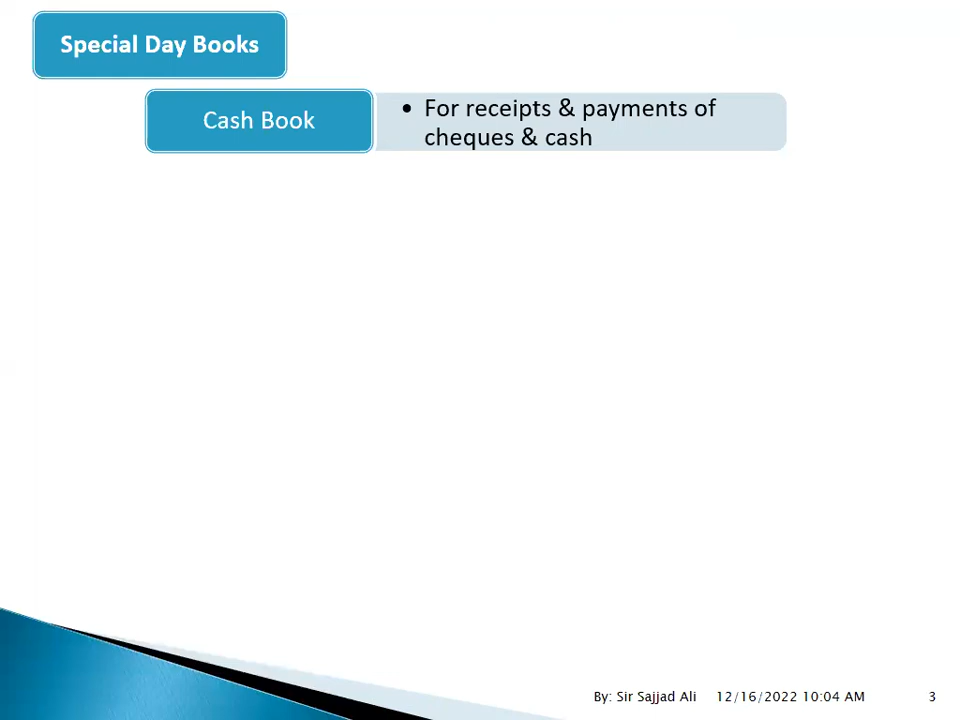 Special Day Books
Cash Book
• For receipts & payments of
cheques & cash
By: Sir Sajjad Ali 12/16/2022 10:04 AM 3